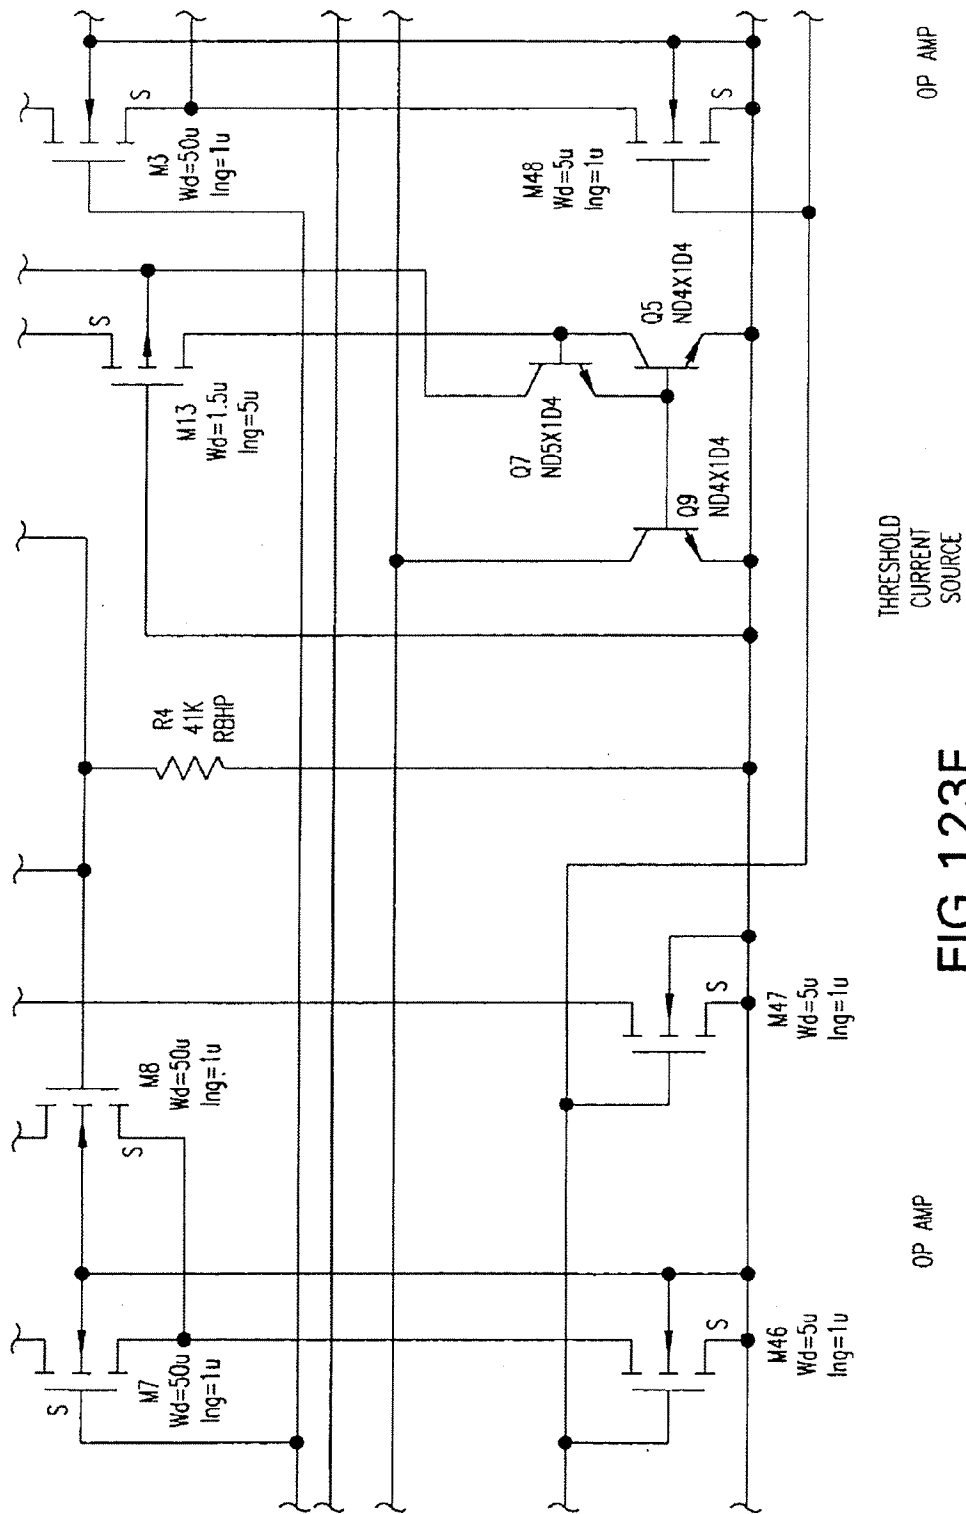 M7
Wd=50u
lng=1u
S
M8
Wd=50u
lng=1u
S
R4
41K
RBHP
M13
Wd=1.5u
lng=5u
S
M3
Wd=50u
lng=1u
S
Q7
ND5X1D4
Q9
ND4X1D4
Q5
ND4X1D4
M48
Wd=5u
lng=1u
S
M46
Wd=5u
lng=1u
S
M47
Wd=5u
lng=1u
S
OP AMP
THRESHOLD
CURRENT
SOURCE
OP AMP